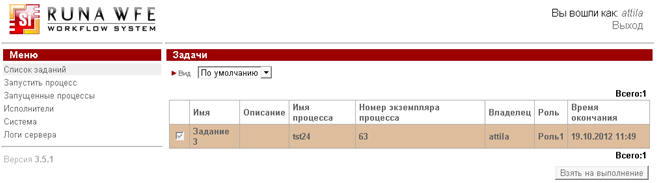 RUNA WFE
WORKFLOW SYSTEM
Вы вошли как: attila
Выход
Меню
Список заданий
Запустить процесс
Запущенные процессы
Исполнители
Система
Логи сервера
Версия 3.5.1
Задачи
Вид По умолчанию
Всего:1
Имя Описание Имя процесса Номер экземпляра процесса Владелец Роль Время окончания
Задание 3 tst24 63 attila Роль1 19.10.2012 11:49
Всего:1
Взять на выполнение